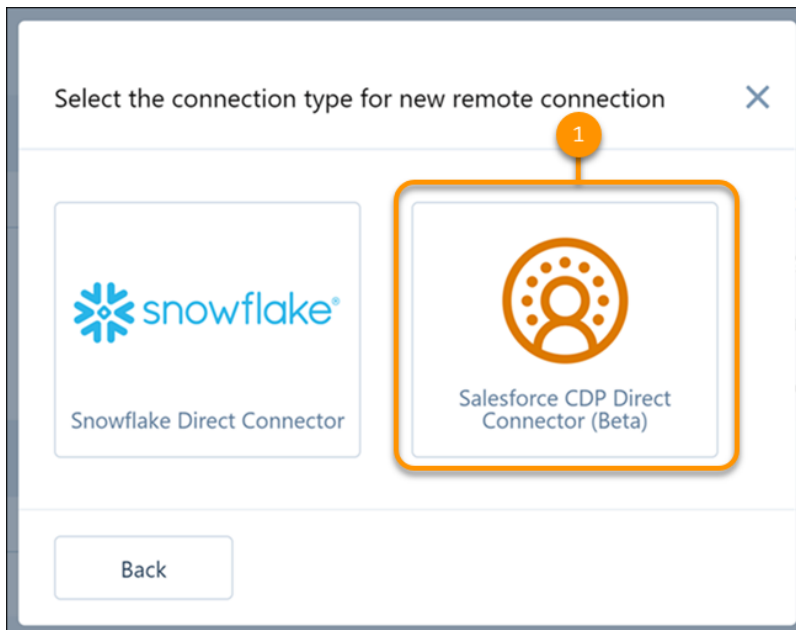 Select the connection type for new remote connection
1
snowflake®
Snowflake Direct Connector
Salesforce CDP Direct
Connector (Beta)
Back